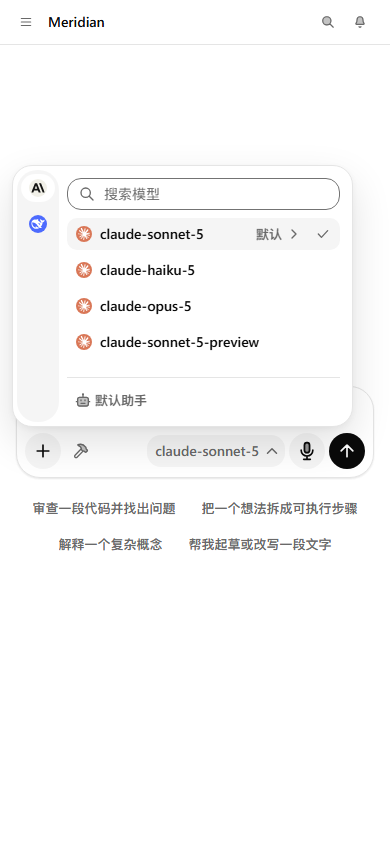 Meridian
搜索模型
claude-sonnet-5 默认
claude-haiku-5
claude-opus-5
claude-sonnet-5-preview
默认助手
claude-sonnet-5
审查一段代码并找出问题 把一个想法拆成可执行步骤
解释一个复杂概念 帮我起草或改写一段文字